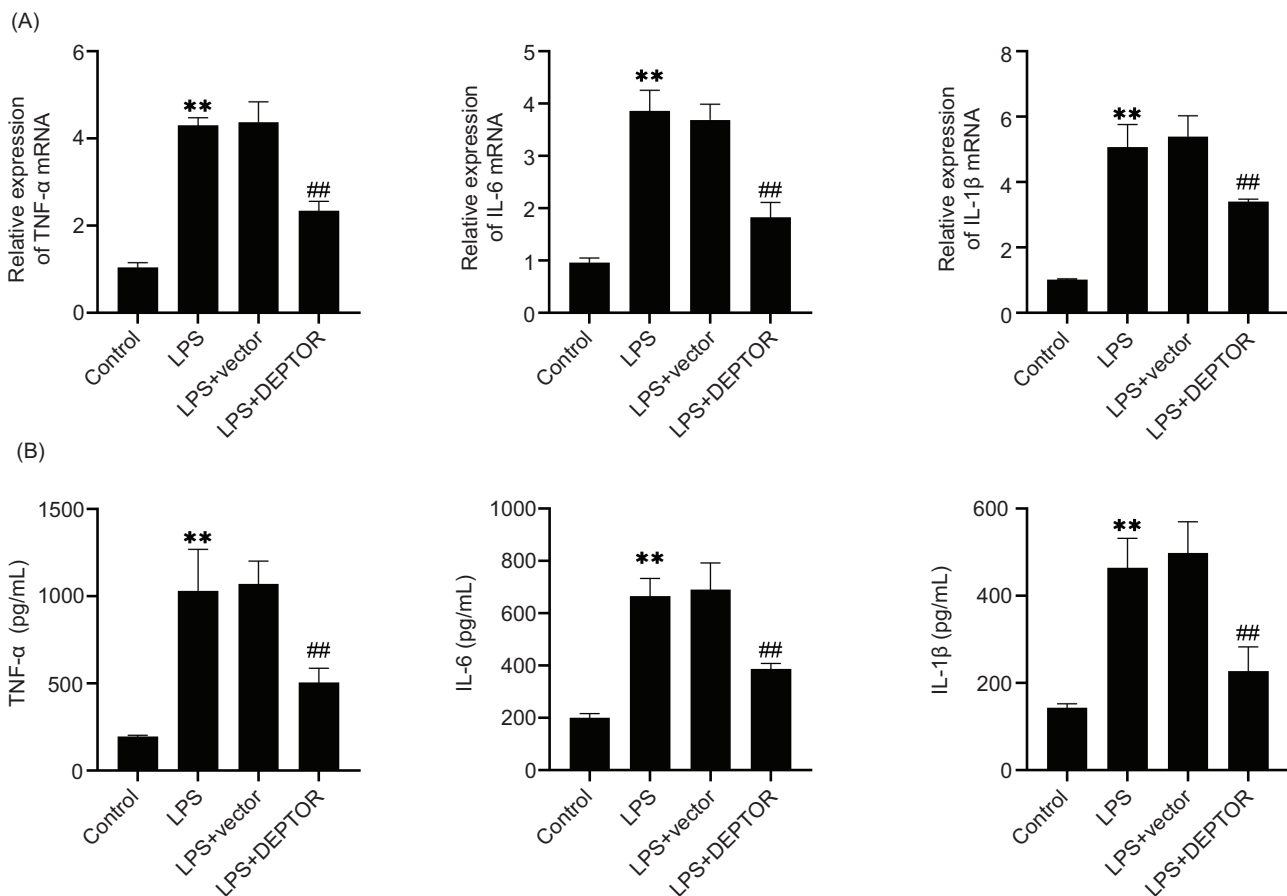 (A)
Relative expression
of TNF-α mRNA
6
4
2
0
**
##
Control
LPS
LPS+vector
LPS+DEPTOR
Relative expression
of IL-6 mRNA
5
4
3
2
1
0
**
##
Control
LPS
LPS+vector
LPS+DEPTOR
Relative expression
of IL-1β mRNA
8
6
4
2
0
**
##
Control
LPS
LPS+vector
LPS+DEPTOR
(B)
TNF-α (pg/mL)
1500
1000
500
0
**
##
Control
LPS
LPS+vector
LPS+DEPTOR
IL-6 (pg/mL)
1000
800
600
400
200
0
**
##
Control
LPS
LPS+vector
LPS+DEPTOR
IL-1β (pg/mL)
600
400
200
0
**
##
Control
LPS
LPS+vector
LPS+DEPTOR